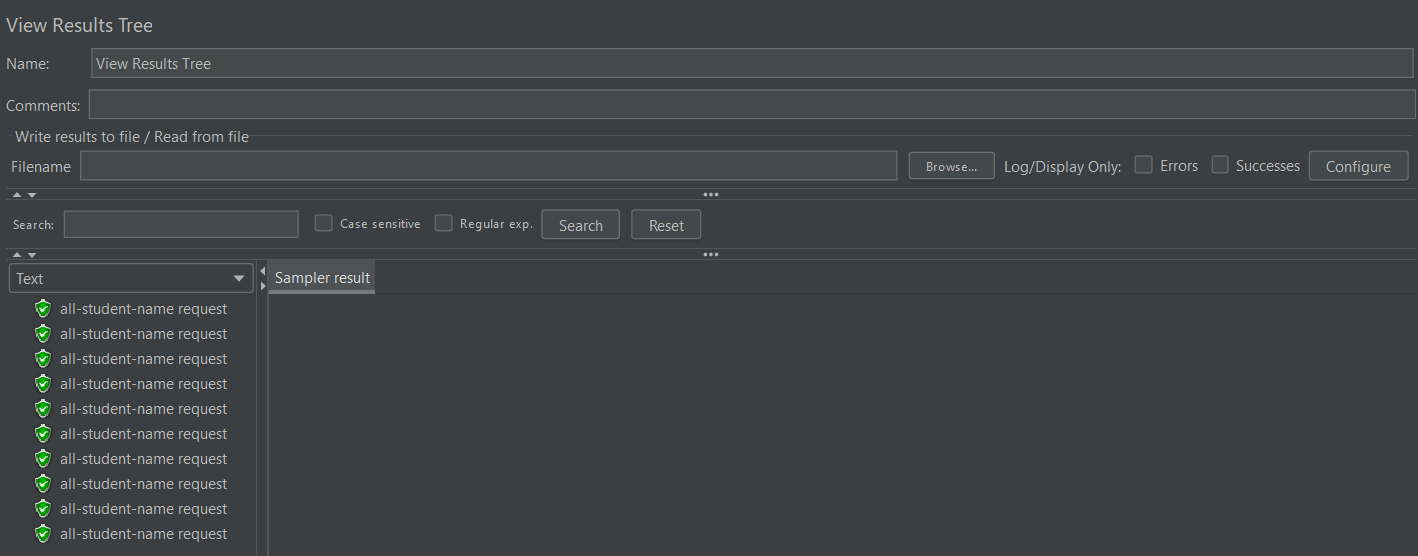 View Results Tree
Name: View Results Tree
Comments:
Write results to file / Read from file
Filename Browse... Log/Display Only: Errors Successes Configure
Search: Case sensitive Regular exp. Search Reset
Text Sampler result
all-student-name request
all-student-name request
all-student-name request
all-student-name request
all-student-name request
all-student-name request
all-student-name request
all-student-name request
all-student-name request
all-student-name request